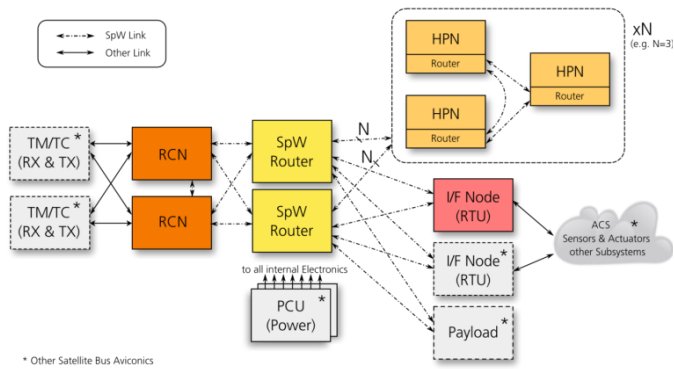 SpW Link
Other Link
xN
(e.g. N=3)
HPN
Router
HPN
Router
HPN
Router
N
N
TM/TC *
(RX & TX)
RCN
SpW
Router
TM/TC *
(RX & TX)
RCN
SpW
Router
I/F Node
(RTU)
ACS *
Sensors & Actuators
other Subsystems
I/F Node *
(RTU)
to all internal Electronics
PCU *
(Power)
Payload *
* Other Satellite Bus Aviconics